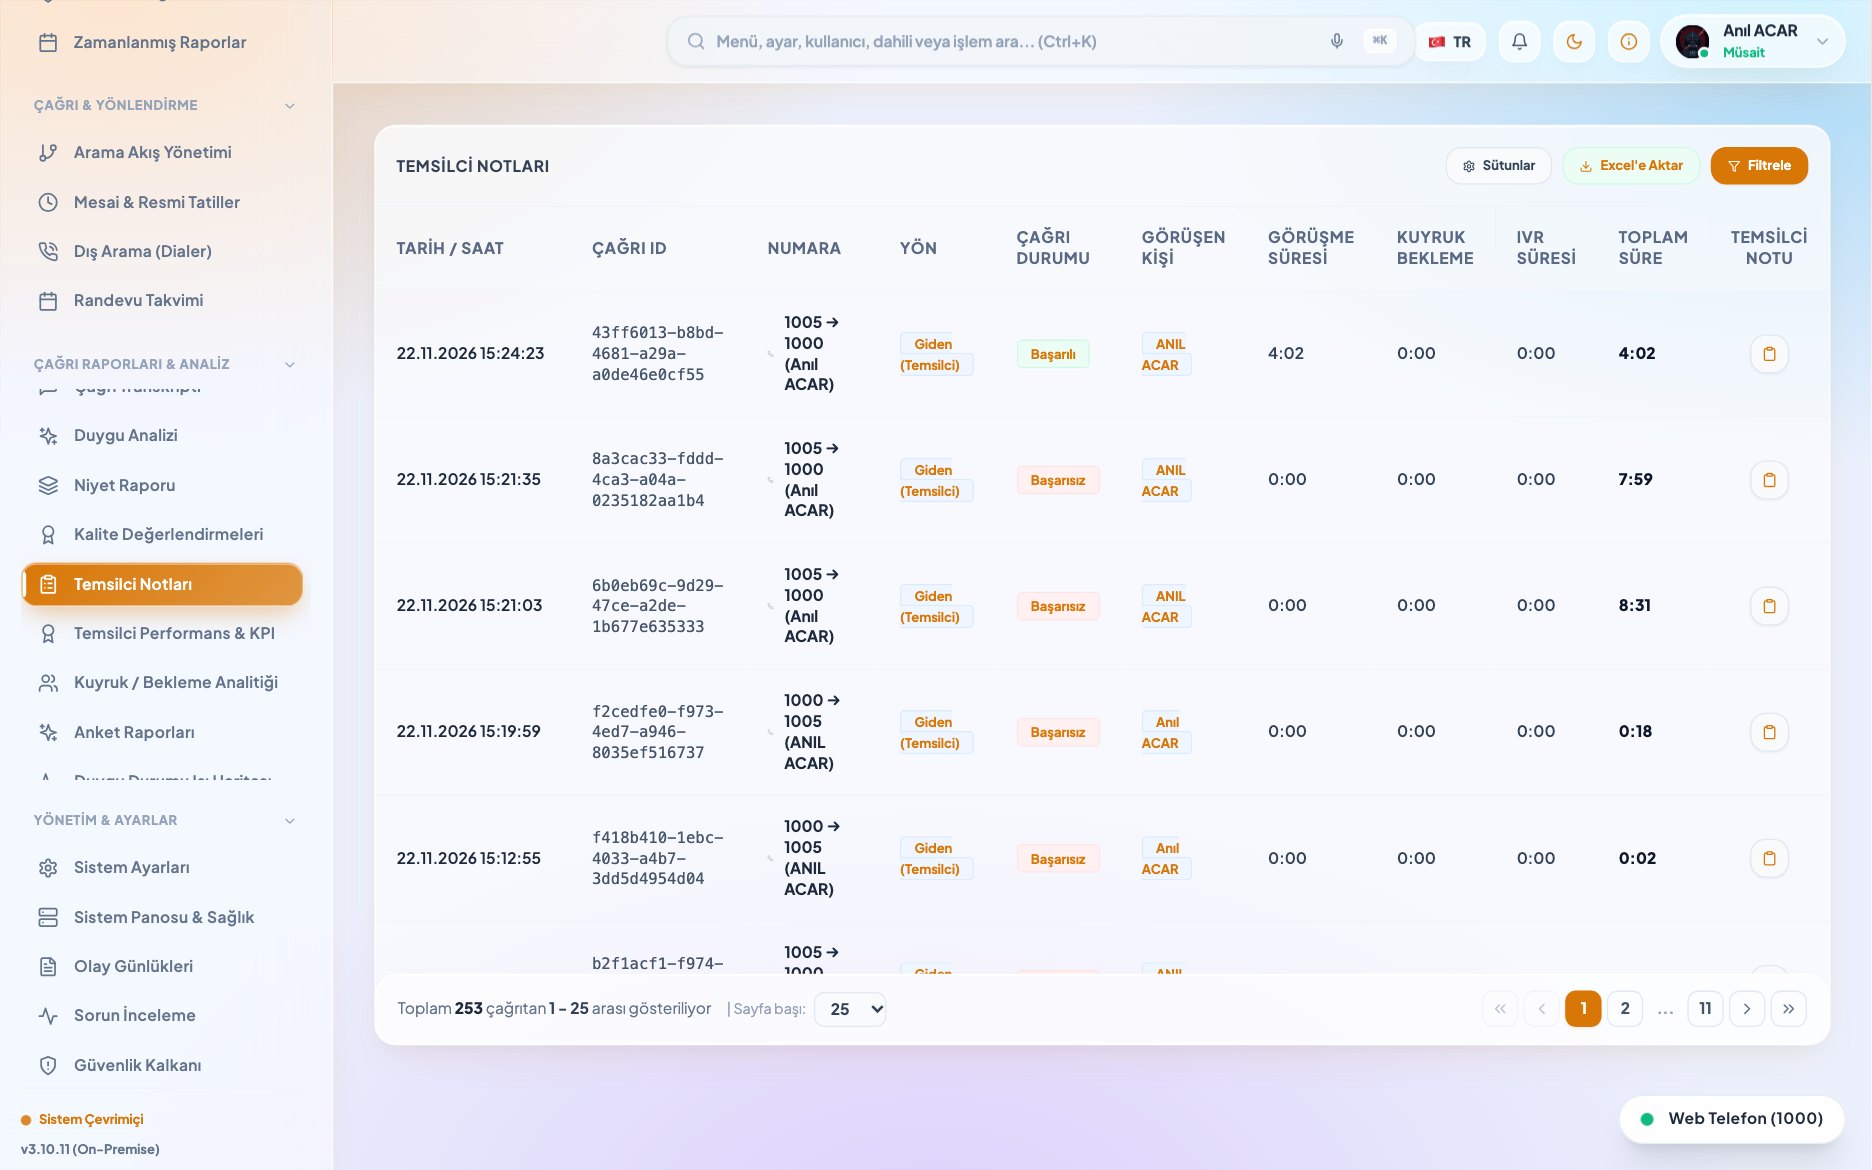 Zamanlanmış Raporlar
ÇAĞRI & YÖNLENDİRME
Arama Akış Yönetimi
Mesai & Resmi Tatiller
Dış Arama (Dialer)
Randevu Takvimi
ÇAĞRI RAPORLARI & ANALİZ
Çağrı Transkripti
Duygu Analizi
Niyet Raporu
Kalite Değerlendirmeleri
Temsilci Notları
Temsilci Performans & KPI
Kuyruk / Bekleme Analitiği
Anket Raporları
Duygu Durumu Isı Haritası
YÖNETİM & AYARLAR
Sistem Ayarları
Sistem Panosu & Sağlık
Olay Günlükleri
Sorun İnceleme
Güvenlik Kalkanı
Sistem Çevrimiçi
v3.10.11 (On-Premise)
Menü, ayar, kullanıcı, dahili veya işlem ara... (Ctrl+K)
⌘K
TR
Anıl ACAR
Müsait
TEMSİLCİ NOTLARI
Sütunlar
Excel'e Aktar
Filtrele
TARİH / SAAT
ÇAĞRI ID
NUMARA
YÖN
ÇAĞRI
DURUMU
GÖRÜŞEN
KİŞİ
GÖRÜŞME
SÜRESİ
KUYRUK
BEKLEME
IVR
SÜRESİ
TOPLAM
SÜRE
TEMSİLCİ
NOTU
22.11.2026 15:24:23
43ff6013-b8bd-
4681-a29a-
a0de46e0cf55
1005 →
1000
(Anıl
ACAR)
Giden
(Temsilci)
Başarılı
ANIL
ACAR
4:02
0:00
0:00
4:02
22.11.2026 15:21:35
8a3cac33-fddd-
4ca3-a04a-
0235182aa1b4
1005 →
1000
(Anıl
ACAR)
Giden
(Temsilci)
Başarısız
ANIL
ACAR
0:00
0:00
0:00
7:59
22.11.2026 15:21:03
6b0eb69c-9d29-
47ce-a2de-
1b677e635333
1005 →
1000
(Anıl
ACAR)
Giden
(Temsilci)
Başarısız
ANIL
ACAR
0:00
0:00
0:00
8:31
22.11.2026 15:19:59
f2cedfe0-f973-
4ed7-a946-
8035ef516737
1000 →
1005
(ANIL
ACAR)
Giden
(Temsilci)
Başarısız
Anıl
ACAR
0:00
0:00
0:00
0:18
22.11.2026 15:12:55
f418b410-1ebc-
4033-a4b7-
3dd5d4954d04
1000 →
1005
(ANIL
ACAR)
Giden
(Temsilci)
Başarısız
Anıl
ACAR
0:00
0:00
0:00
0:02
b2f1acf1-f974-
1005 →
1000
Giden
ANIL
Toplam 253 çağrıtan 1 - 25 arası gösteriliyor
| Sayfa başı:
25
« ‹ 1 2 ... 11 › »
Web Telefon (1000)